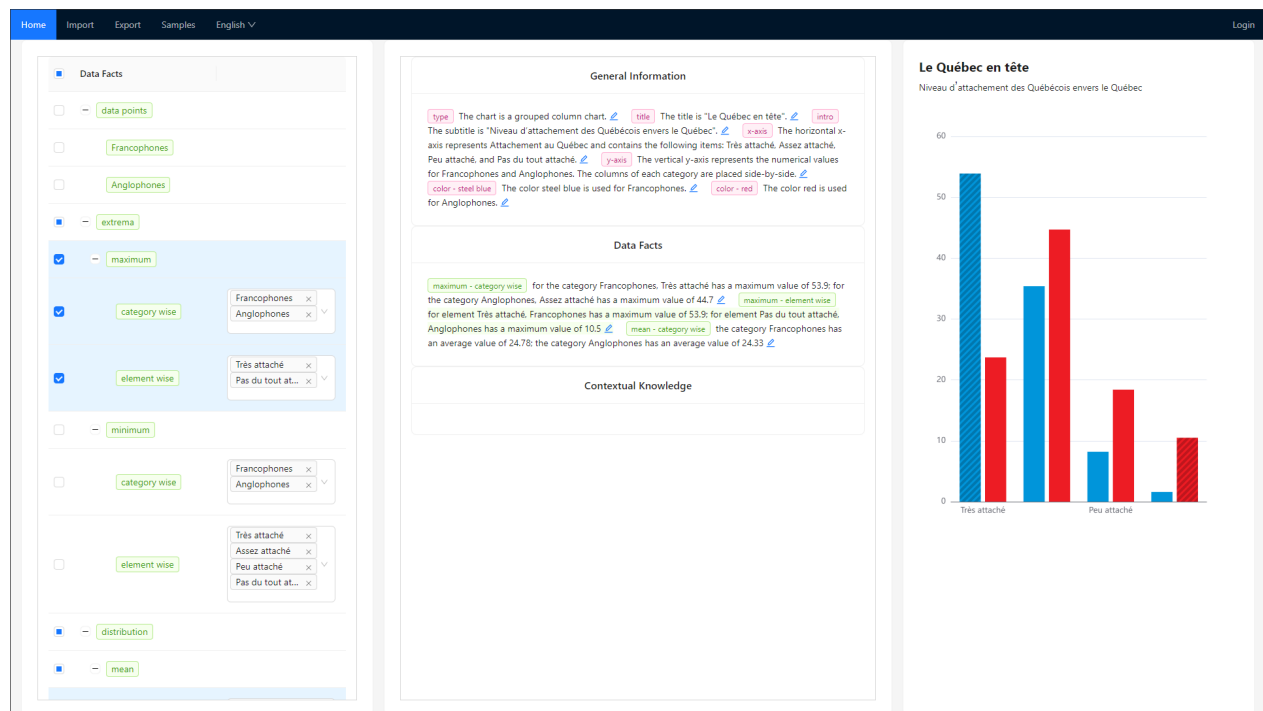 Home Import Export Samples English Login
Data Facts
data points
Francophones
Anglophones
extrema
maximum
category wise Francophones ×
Anglophones ×
element wise Très attaché ×
Pas du tout at... ×
minimum
category wise Francophones ×
Anglophones ×
element wise Très attaché ×
Assez attaché ×
Peu attaché ×
Pas du tout at... ×
distribution
mean
General Information
type The chart is a grouped column chart. title The title is "Le Québec en tête". intro
The subtitle is "Niveau d'attachement des Québécois envers le Québec". x-axis The horizontal x-
axis represents Attachement au Québec and contains the following items: Très attaché, Assez attaché,
Peu attaché, and Pas du tout attaché. y-axis The vertical y-axis represents the numerical values
for Francophones and Anglophones. The columns of each category are placed side-by-side.
color - steel blue The color steel blue is used for Francophones. color - red The color red is used
for Anglophones.
Data Facts
maximum - category wise for the category Francophones, Très attaché has a maximum value of 53.9; for
the category Anglophones, Assez attaché has a maximum value of 44.7 maximum - element wise
for element Très attaché, Francophones has a maximum value of 53.9; for element Pas du tout attaché,
Anglophones has a maximum value of 10.5 mean - category wise the category Francophones has
an average value of 24.78; the category Anglophones has an average value of 24.33
Contextual Knowledge
Le Québec en tête
Niveau d'attachement des Québécois envers le Québec
60
50
40
30
20
10
0
Très attaché Peu attaché